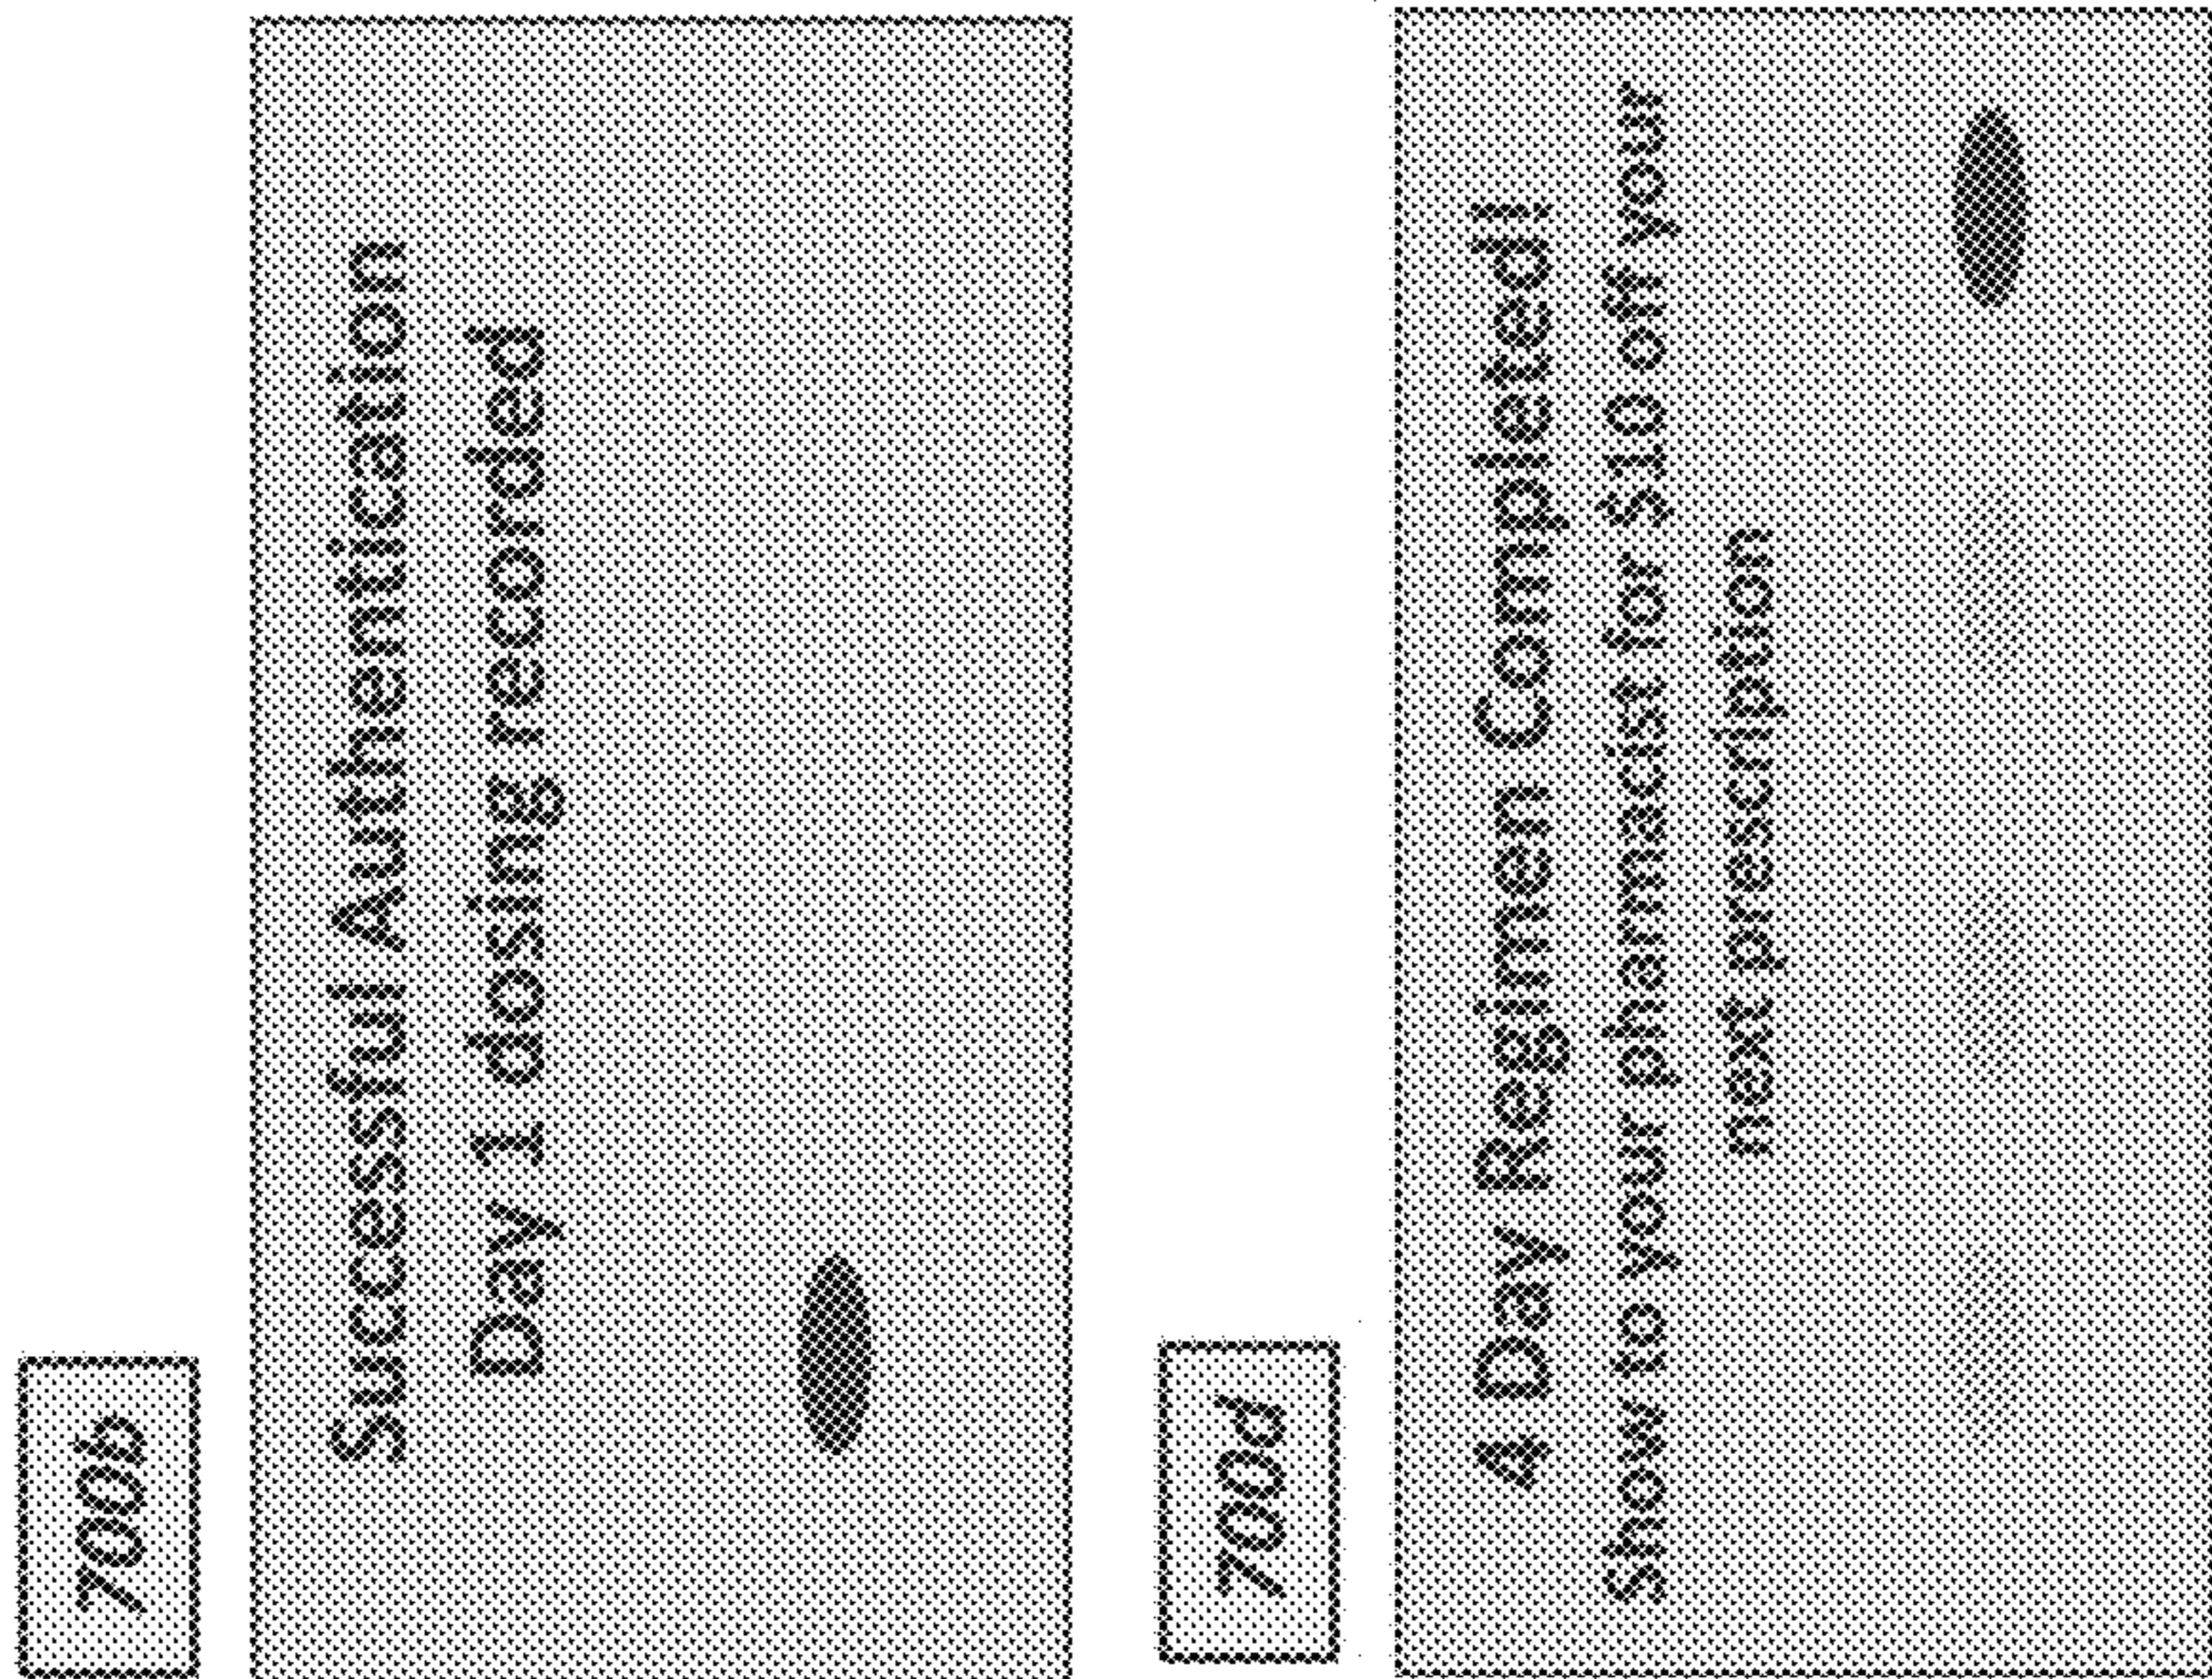 700b
Successful Authentication
Day 1 dosing recorded
700d
4 Day Regimen Completed!
Show to your pharmacist for $10 off your
next prescription